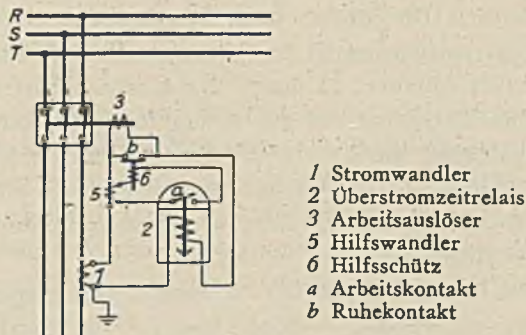 R
S
T
3
b
6
5
a
2
1
1 Stromwandler
2 Überstromzeitrelais
3 Arbeitsauslöser
5 Hilfswandler
6 Hilfsschütz
a Arbeitskontakt
b Ruhekontakt